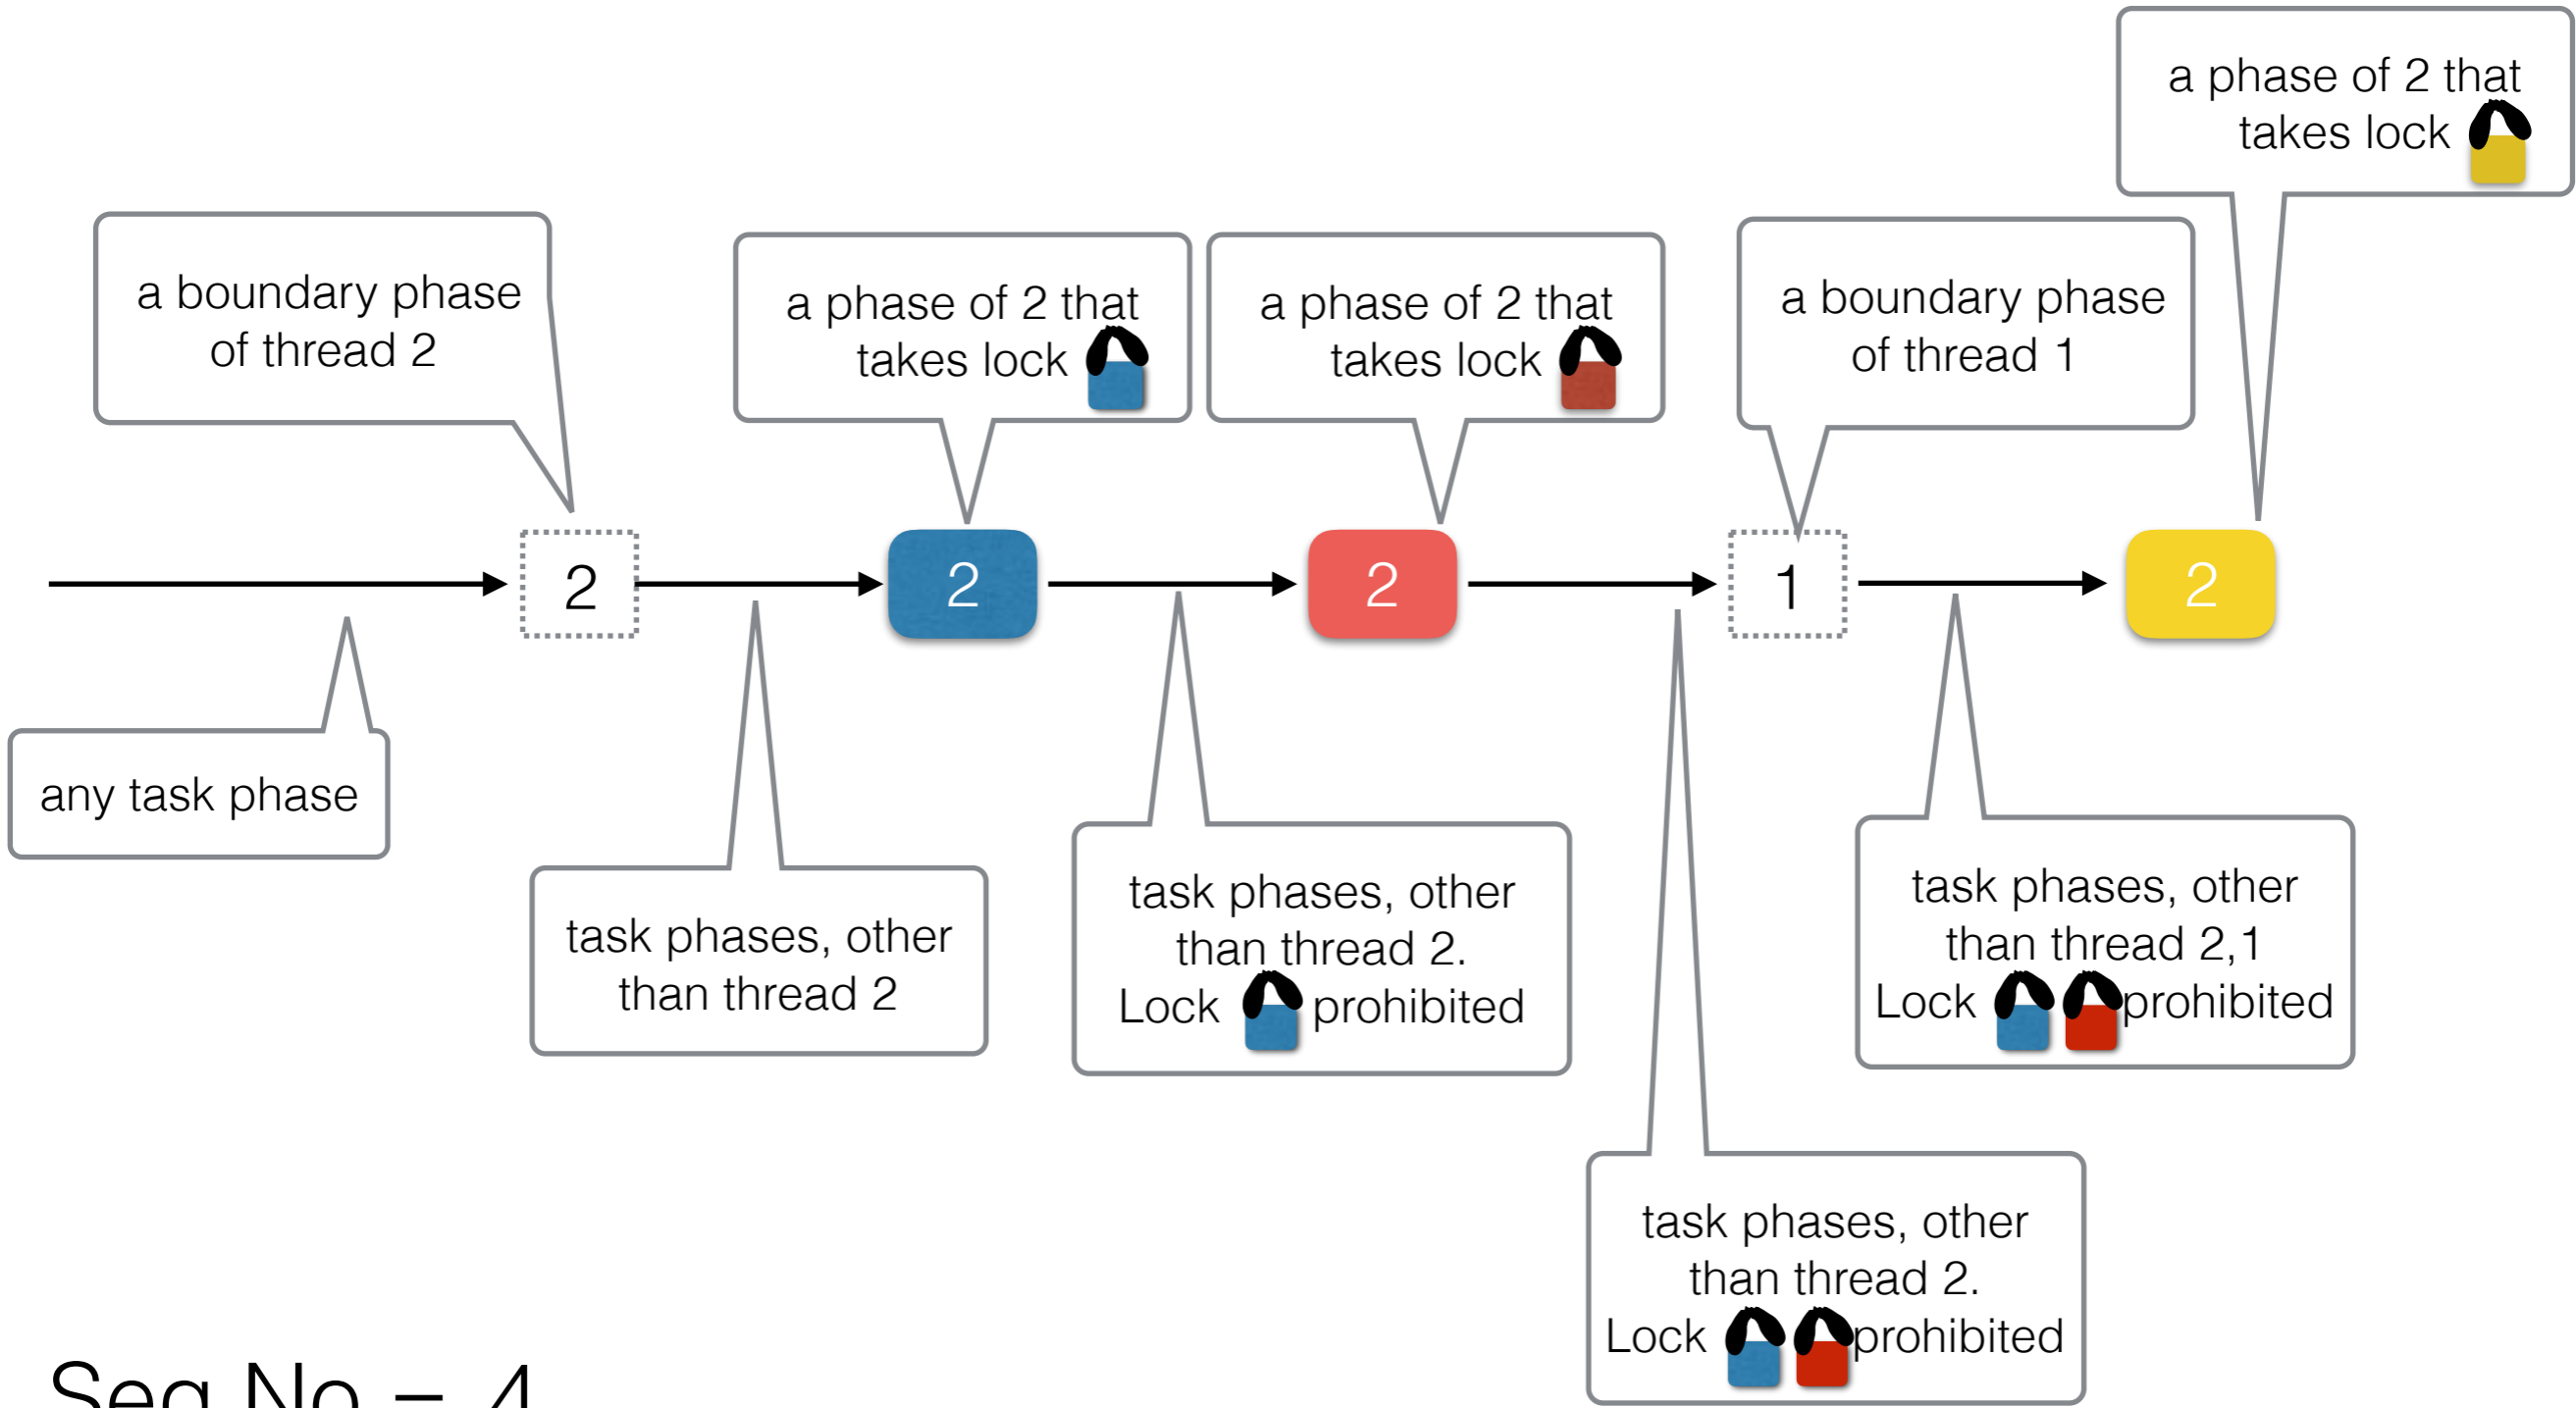 a phase of 2 that
takes lock
a boundary phase
of thread 2
a phase of 2 that
takes lock
a phase of 2 that
takes lock
a boundary phase
of thread 1
2
2
2
1
2
any task phase
task phases, other
than thread 2
task phases, other
than thread 2.
Lock prohibited
task phases, other
than thread 2,1
Lock prohibited
task phases, other
than thread 2.
Lock prohibited
Seq No = 4